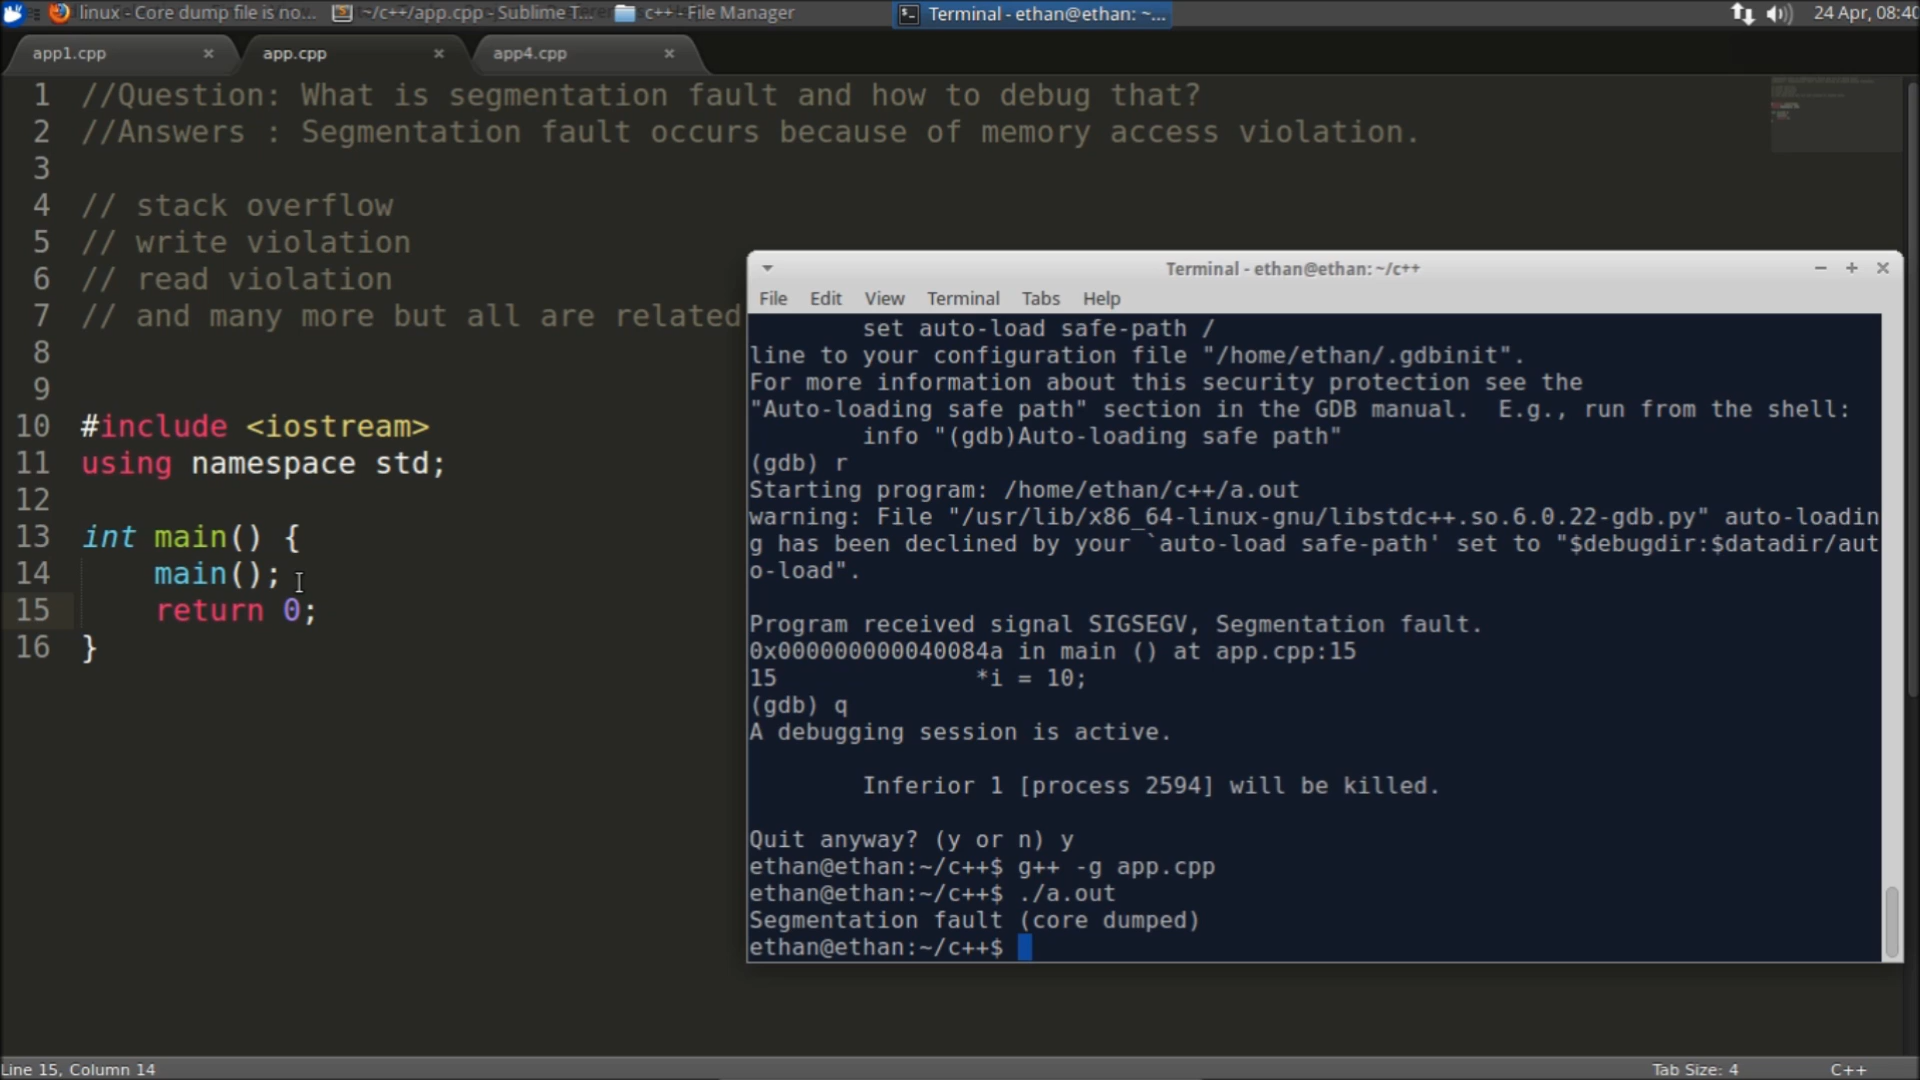 linux - Core dump file is no...
~/c++/app.cpp - Sublime T...
c++ - File Manager
Terminal - ethan@ethan: ~...
24 Apr, 08:40
app1.cpp
app.cpp
app4.cpp
1 //Question: What is segmentation fault and how to debug that?
2 //Answers : Segmentation fault occurs because of memory access violation.
3
4 // stack overflow
5 // write violation
6 // read violation
7 // and many more but all are related
8
9
10 #include <iostream>
11 using namespace std;
12
13 int main() {
14 main();
15 return 0;
16 }
Terminal - ethan@ethan: ~/c++
File Edit View Terminal Tabs Help
set auto-load safe-path /
line to your configuration file "/home/ethan/.gdbinit".
For more information about this security protection see the
"Auto-loading safe path" section in the GDB manual.  E.g., run from the shell:
info "(gdb)Auto-loading safe path"
(gdb) r
Starting program: /home/ethan/c++/a.out
warning: File "/usr/lib/x86_64-linux-gnu/libstdc++.so.6.0.22-gdb.py" auto-loadin
g has been declined by your `auto-load safe-path' set to "$debugdir:$datadir/aut
o-load".
Program received signal SIGSEGV, Segmentation fault.
0x000000000040084a in main () at app.cpp:15
15 *i = 10;
(gdb) q
A debugging session is active.
Inferior 1 [process 2594] will be killed.
Quit anyway? (y or n) y
ethan@ethan:~/c++$ g++ -g app.cpp
ethan@ethan:~/c++$ ./a.out
Segmentation fault (core dumped)
ethan@ethan:~/c++$
Line 15, Column 14
Tab Size: 4
C++